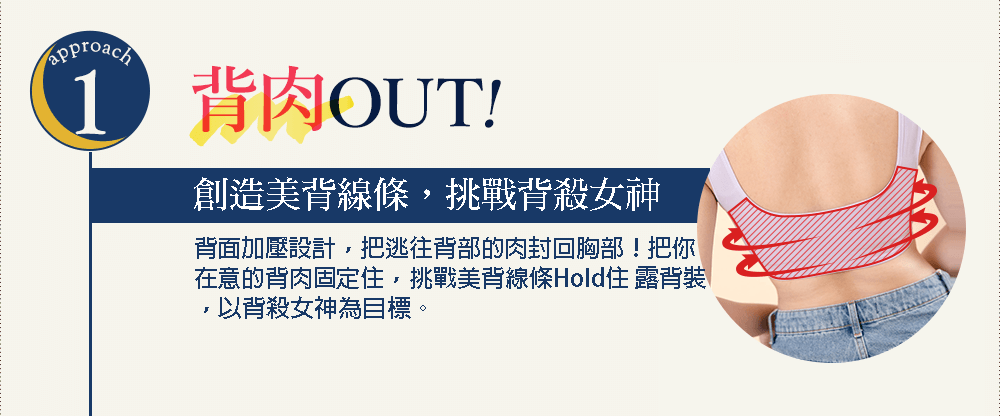 approach
1
背肉OUT!
創造美背線條，挑戰背殺女神
背面加壓設計，把逃往背部的肉封回胸部！把你
在意的背肉固定住，挑戰美背線條Hold住 露背裝
，以背殺女神為目標。